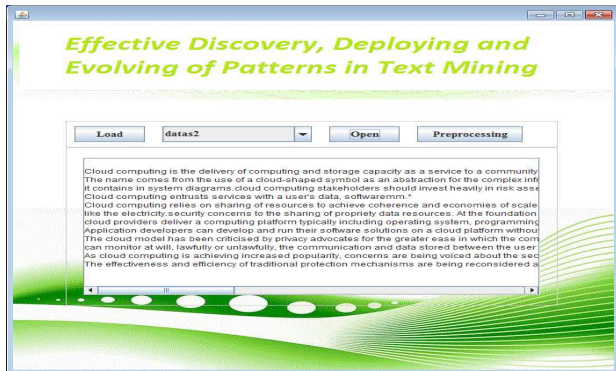 Effective Discovery, Deploying and
Evolving of Patterns in Text Mining
Load datas2 Open Preprocessing
Cloud computing is the delivery of computing and storage capacity as a service to a community
The name comes from the use of a cloud-shaped symbol as an abstraction for the complex infr
it contains in system diagrams.cloud computing stakeholders should invest heavily in risk asse
Cloud computing entrusts services with a user's data, softwaremm.*
Cloud computing relies on sharing of resources to achieve coherence and economies of scale
like the electricity.security concerns to the sharing of propriety data resources. At the foundation
cloud providers deliver a computing platform typically including operating system, programming
Application developers can develop and run their software solutions on a cloud platform withou
The cloud model has been criticised by privacy advocates for the greater ease in which the com
can monitor at will, lawfully or unlawfully, the communication and data stored between the user
As cloud computing is achieving increased popularity, concerns are being voiced about the sec
The effectiveness and efficiency of traditional protection mechanisms are being reconsidered a